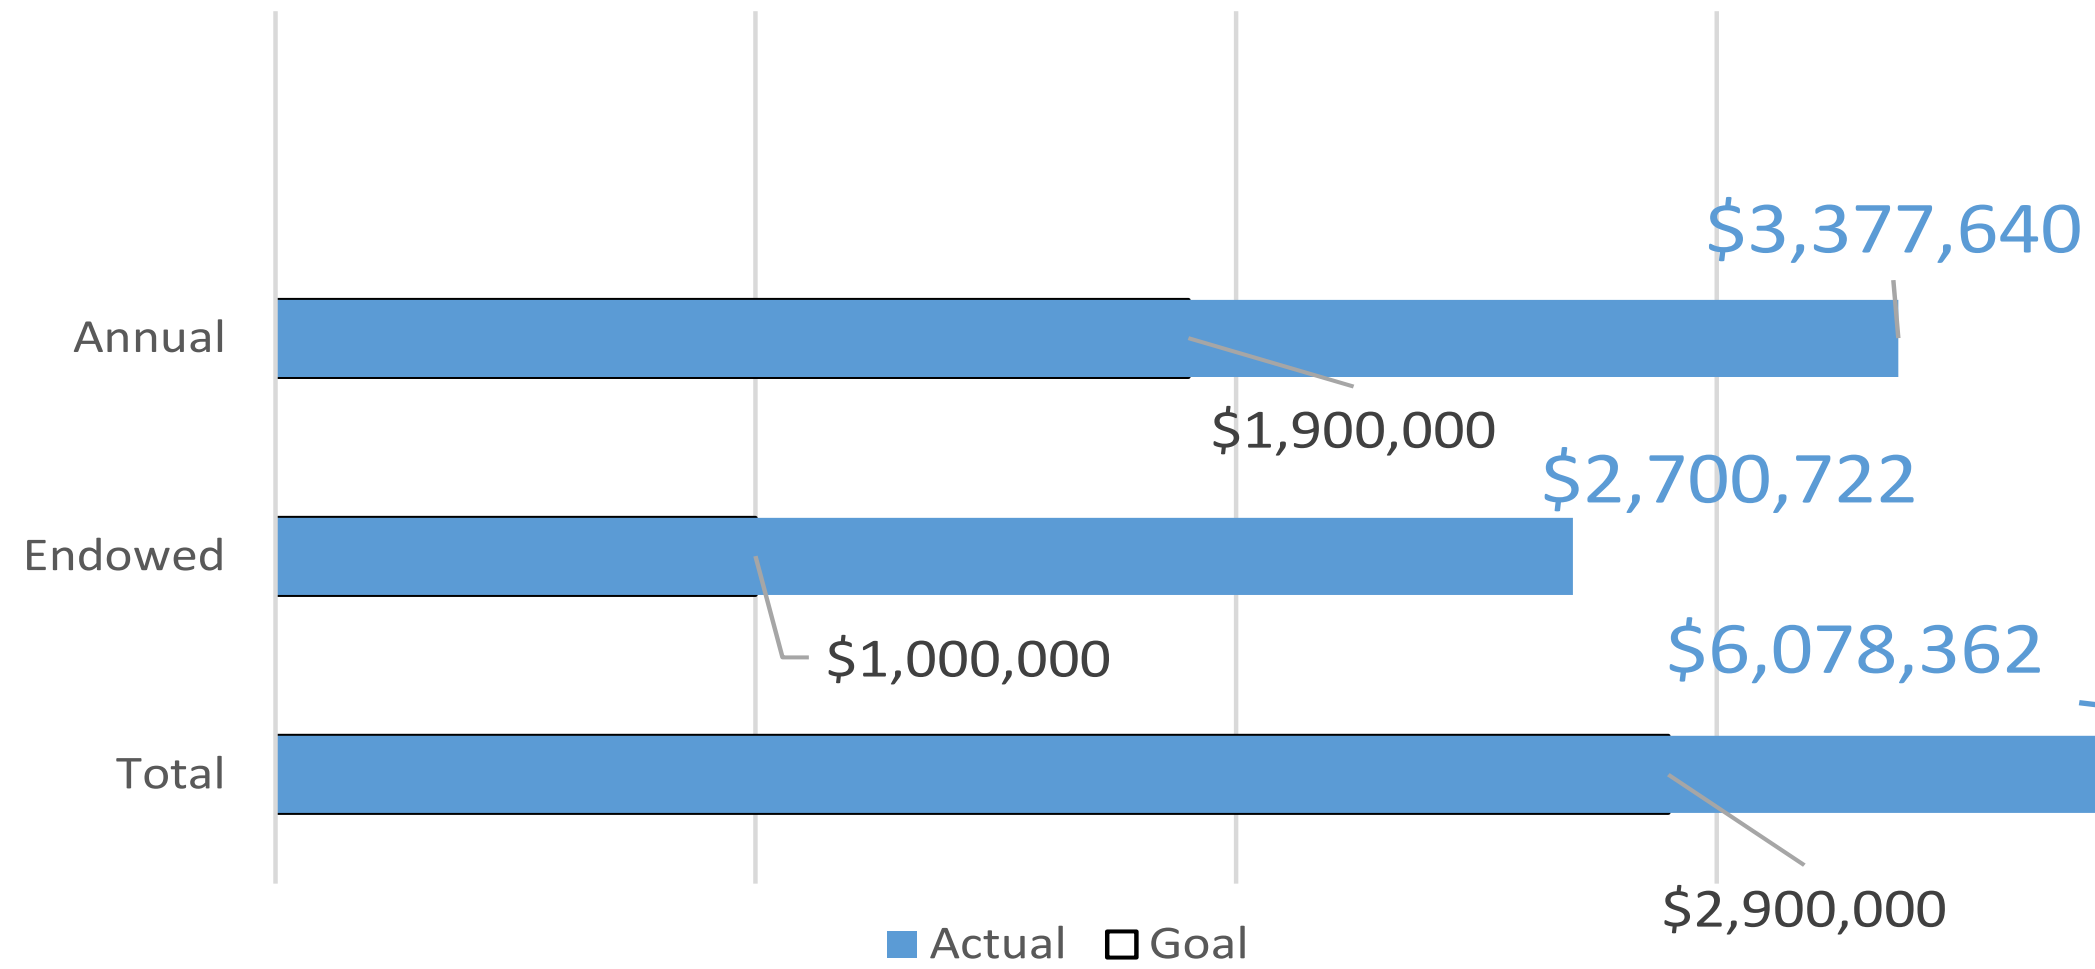 $3,377,640
Annual
$1,900,000
$2,700,722
Endowed
$1,000,000
$6,078,362
Total
$2,900,000
Actual Goal